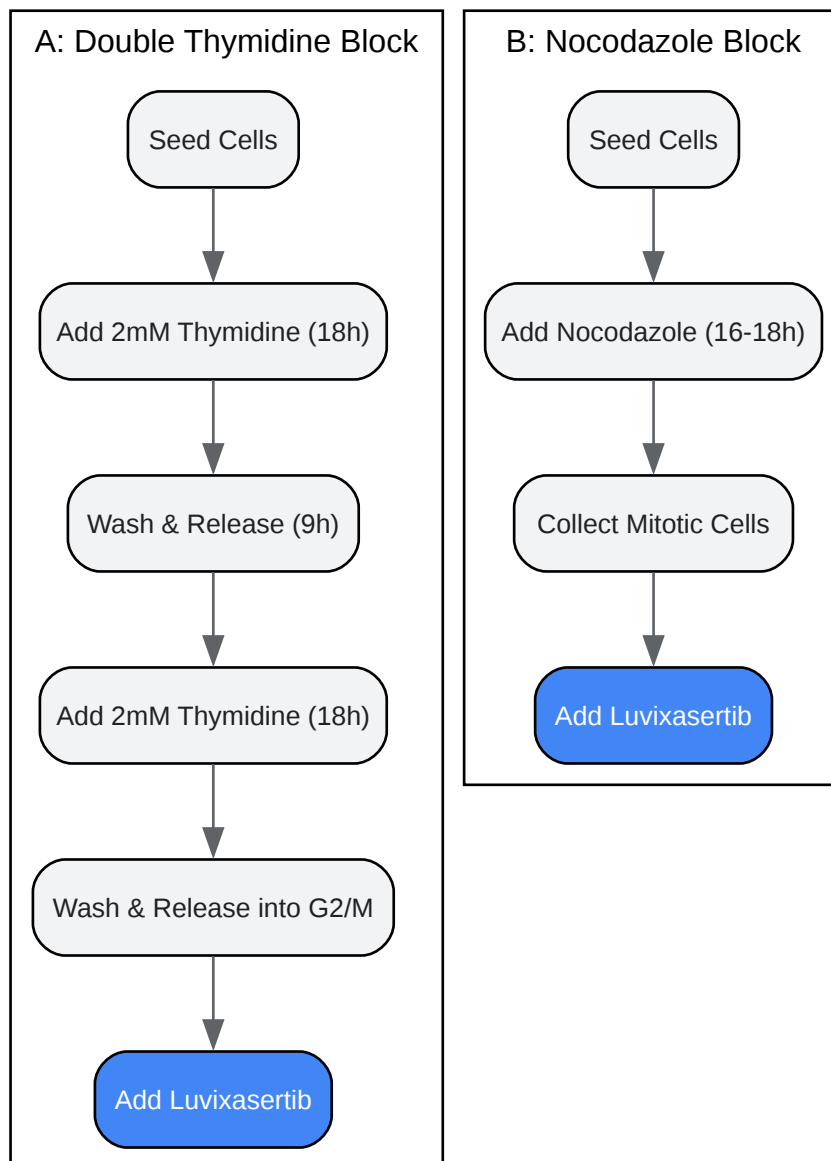 A: Double Thymidine Block
Seed Cells
Add 2mM Thymidine (18h)
Wash & Release (9h)
Add 2mM Thymidine (18h)
Wash & Release into G2/M
Add Luvixasertib
B: Nocodazole Block
Seed Cells
Add Nocodazole (16-18h)
Collect Mitotic Cells
Add Luvixasertib